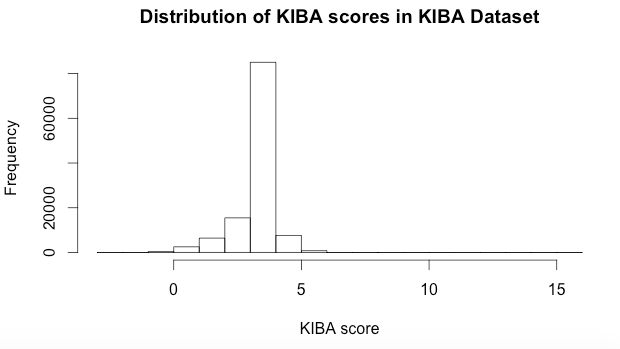 Distribution of KIBA scores in KIBA Dataset
Frequency
60000
20000
0
0 5 10 15
KIBA score